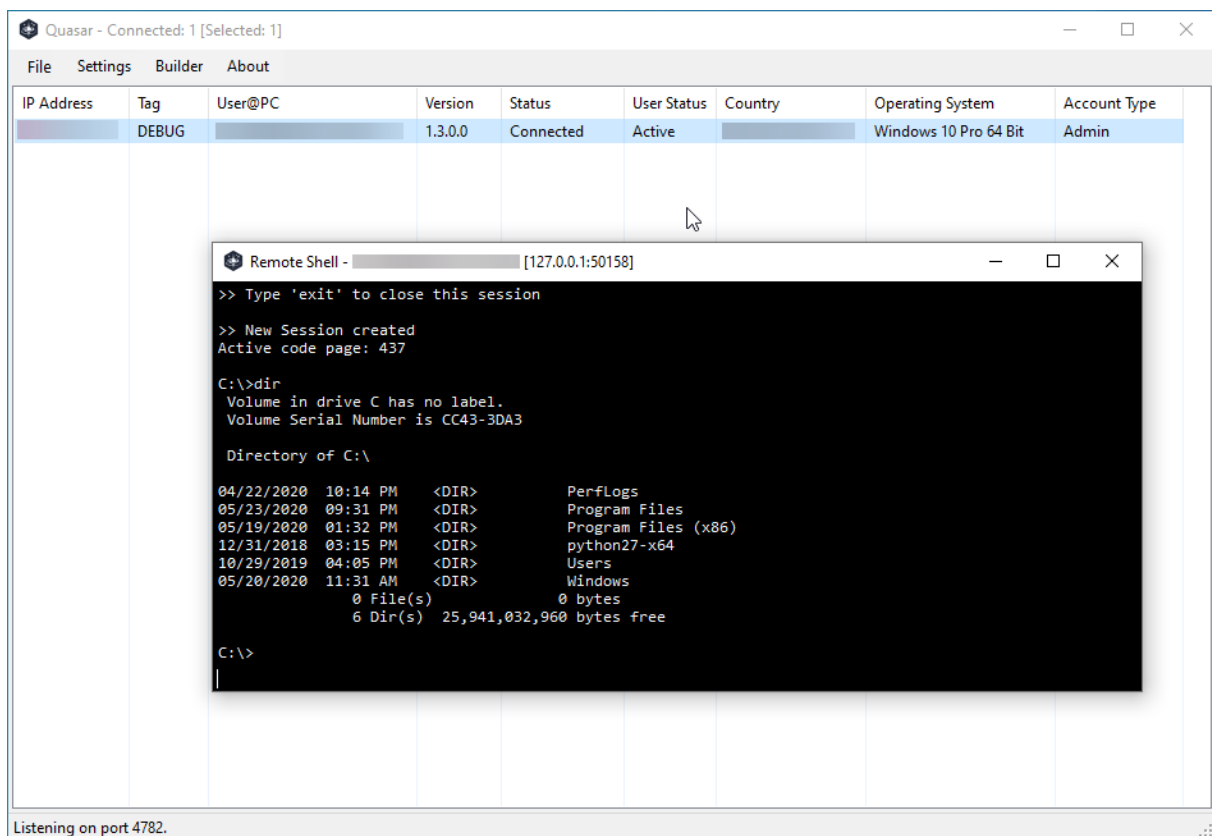 Quasar - Connected: 1 [Selected: 1]
File Settings Builder About
IP Address Tag User@PC Version Status User Status Country Operating System Account Type
DEBUG 1.3.0.0 Connected Active Windows 10 Pro 64 Bit Admin
Remote Shell - [127.0.0.1:50158]
>> Type 'exit' to close this session
>> New Session created
Active code page: 437
C:\>dir
Volume in drive C has no label.
Volume Serial Number is CC43-3DA3
Directory of C:\
04/22/2020 10:14 PM <DIR> PerfLogs
05/23/2020 09:31 PM <DIR> Program Files
05/19/2020 01:32 PM <DIR> Program Files (x86)
12/31/2018 03:15 PM <DIR> python27-x64
10/29/2019 04:05 PM <DIR> Users
05/20/2020 11:31 AM <DIR> Windows
0 File(s) 0 bytes
6 Dir(s) 25,941,032,960 bytes free
C:\>
Listening on port 4782.